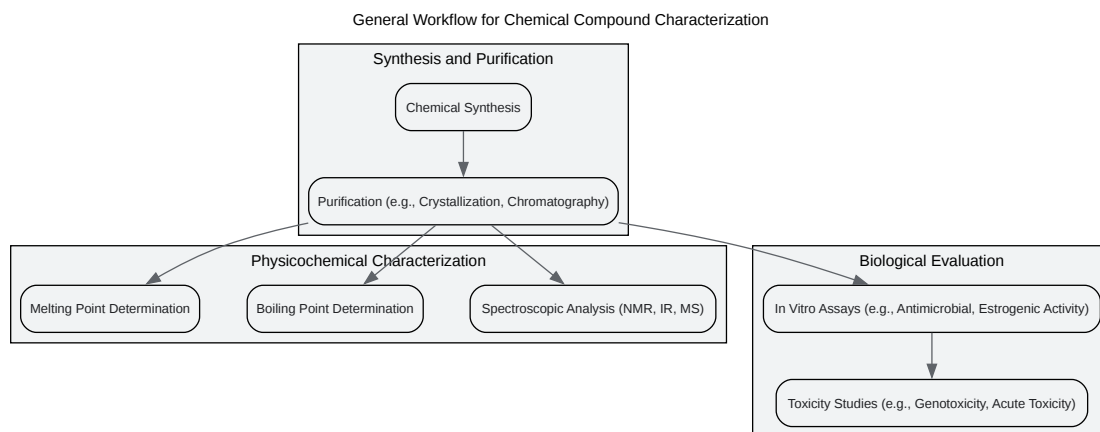 General Workflow for Chemical Compound Characterization
Synthesis and Purification
Chemical Synthesis
Purification (e.g., Crystallization, Chromatography)
Physicochemical Characterization
Melting Point Determination
Boiling Point Determination
Spectroscopic Analysis (NMR, IR, MS)
Biological Evaluation
In Vitro Assays (e.g., Antimicrobial, Estrogenic Activity)
Toxicity Studies (e.g., Genotoxicity, Acute Toxicity)